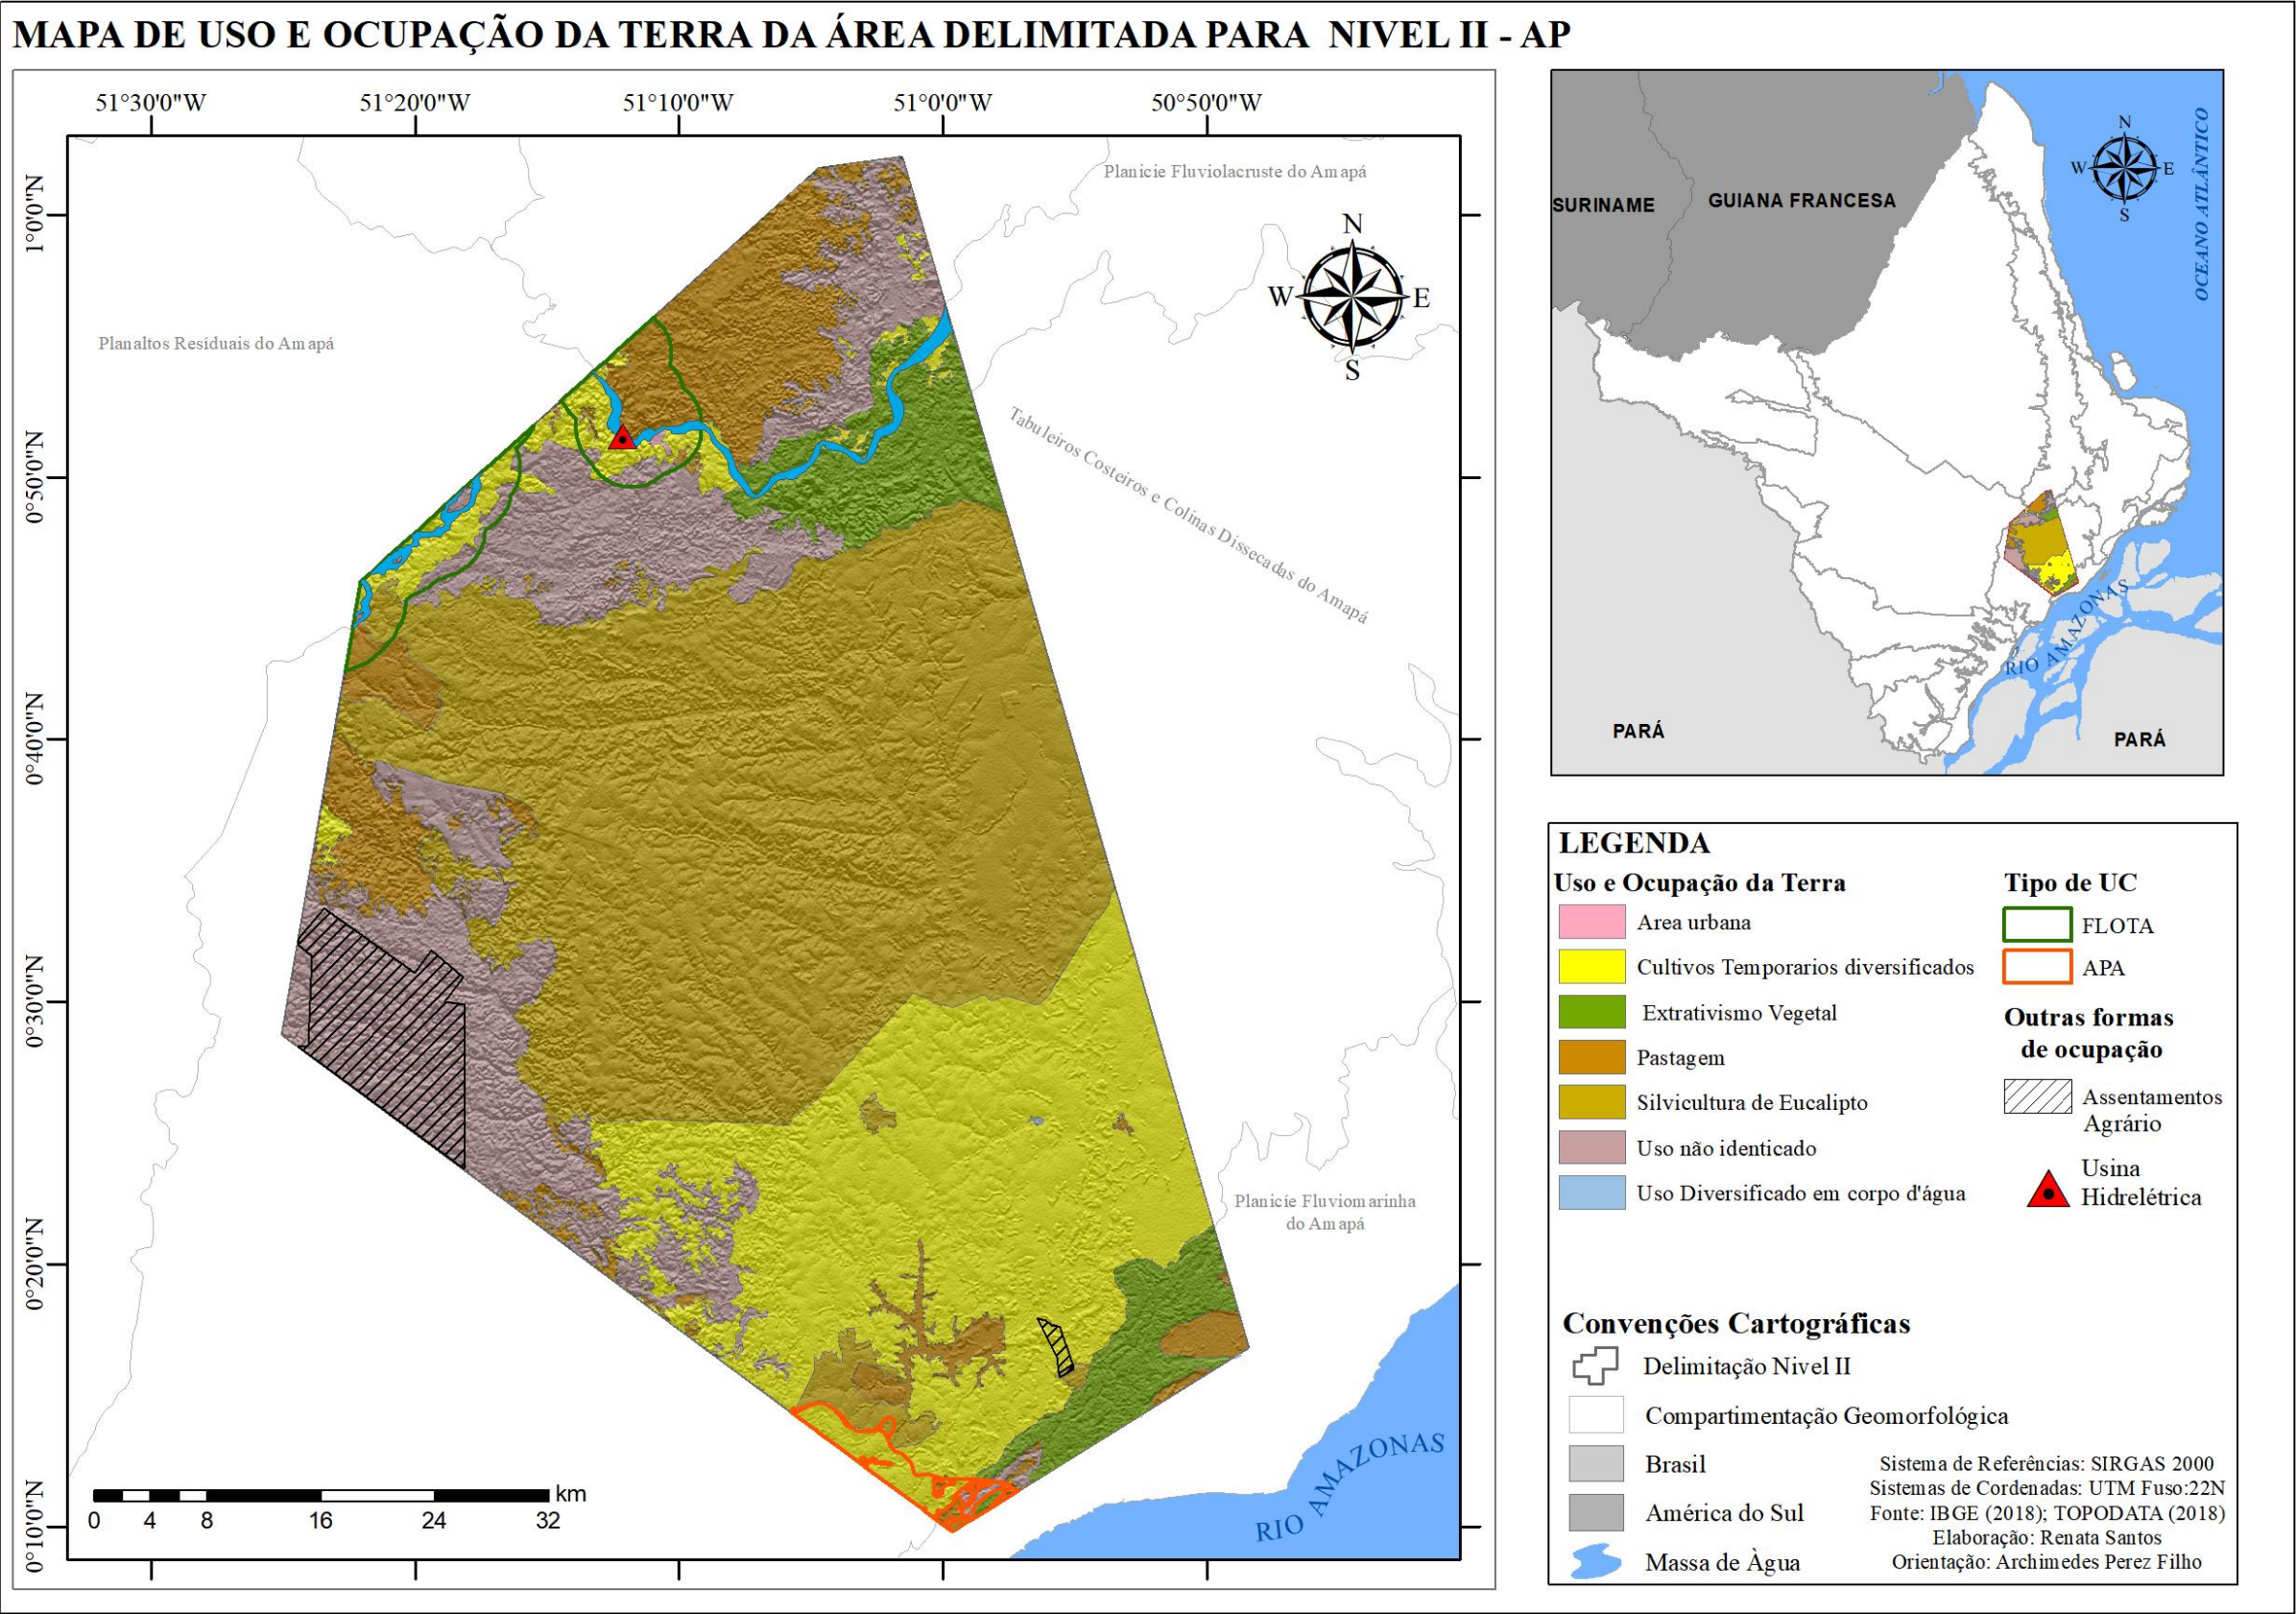 MAPA DE USO E OCUPAÇÃO DA TERRA DA ÁREA DELIMITADA PARA NIVEL II - AP
51°30'0"W
51°20'0"W
51°10'0"W
51°0'0"W
50°50'0"W
1°0'0"N
0°50'0"N
0°40'0"N
0°30'0"N
0°20'0"N
0°10'0"N
Planicie Fluviolacruste do Amapá
Planaltos Resíduais do Amapá
Tabuleiros Costeiros e Colinas Dissecadas do Amapá
Planicie Fluviomarinha
do Amapá
N
W
E
S
RIO AMAZONAS
km
0
4
8
16
24
32
SURINAME
GUIANA FRANCESA
N
W
E
S
OCEANO ATLÂNTICO
RIO AMAZONAS
PARÁ
PARÁ
LEGENDA
Uso e Ocupação da Terra
Area urbana
Cultivos Temporarios diversificados
Extrativismo Vegetal
Pastagem
Silvicultura de Eucalipto
Uso não identicado
Uso Diversificado em corpo d'água
Tipo de UC
FLOTA
APA
Outras formas
de ocupação
Assentamentos
Agrário
Usina
Hidrelétrica
Convenções Cartográficas
Delimitação Nivel II
Compartimentação Geomorfológica
Brasil
América do Sul
Massa de Àgua
Sistema de Referências: SIRGAS 2000
Sistemas de Cordenadas: UTM Fuso:22N
Fonte: IBGE (2018); TOPODATA (2018)
Elaboração: Renata Santos
Orientação: Archimedes Perez Filho